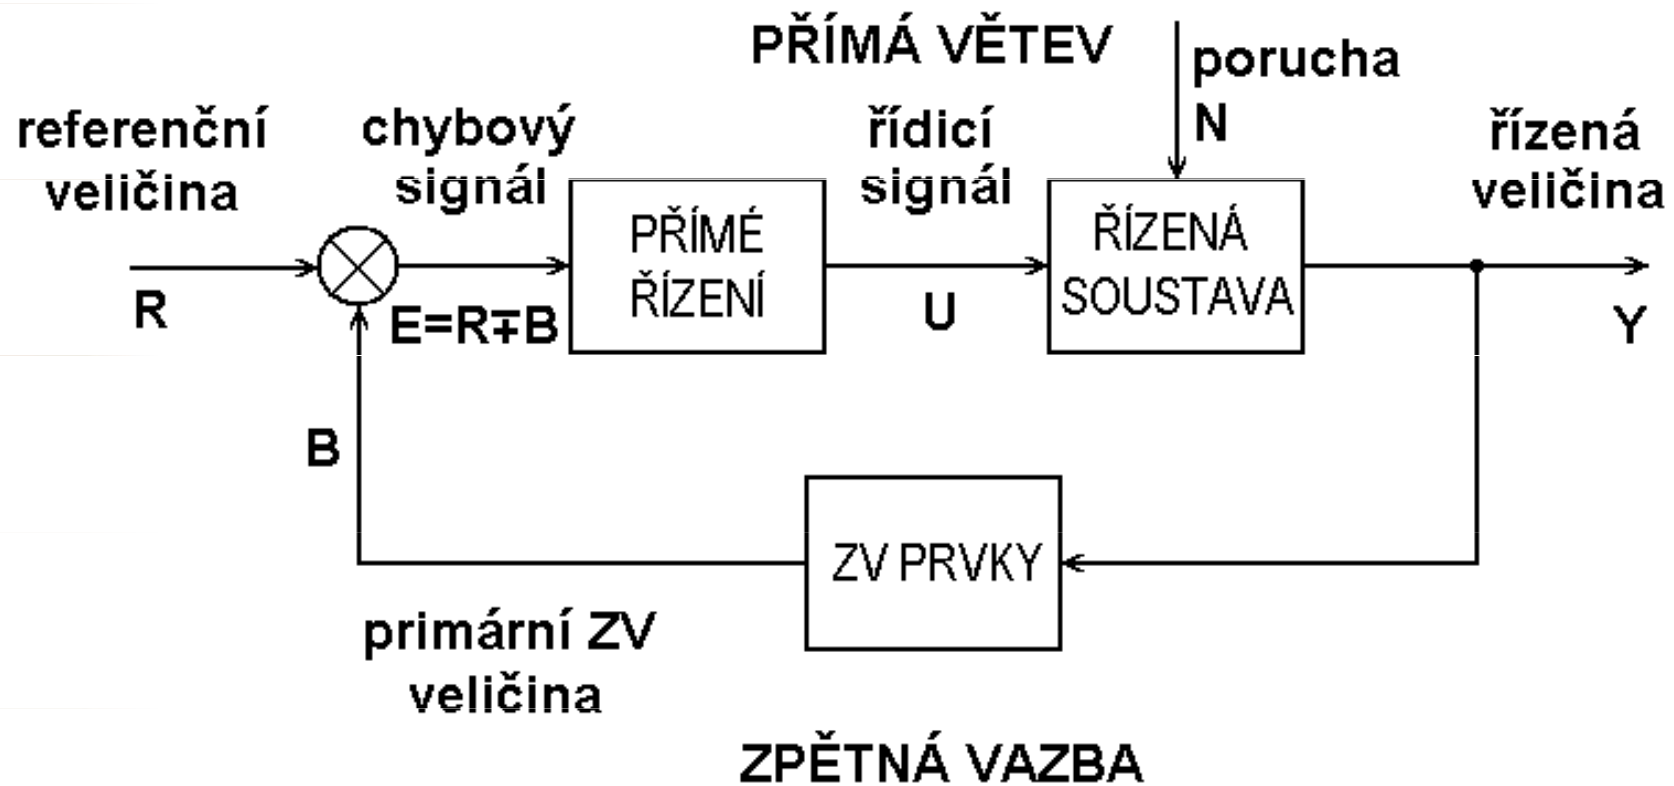 PŘÍMÁ VĚTEV
porucha
N
referenční
veličina
chybový
signál
řídicí
signál
řízená
veličina
PŘÍMÉ
ŘÍZENÍ
ŘÍZENÁ
SOUSTAVA
R
E=R∓B
U
Y
B
ZV PRVKY
primární ZV
veličina
ZPĚTNÁ VAZBA